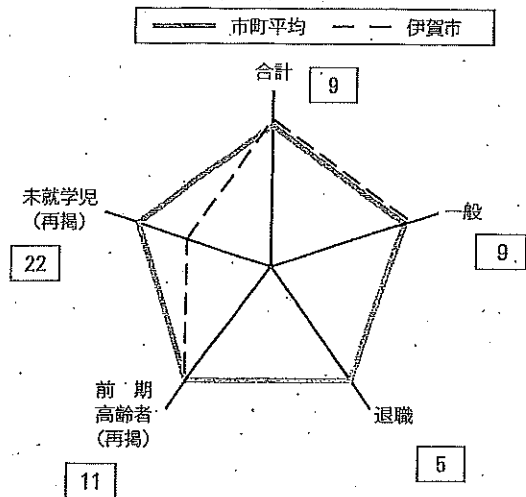 市町平均 伊賀市
合計
9
未就学児
(再掲)
一般
22
9
前 期
高齢者
(再掲)
退職
11
5